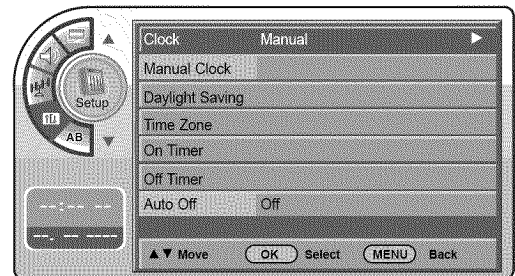 Clock Manual ▶
Manual Clock
Daylight Saving
Time Zone
On Timer
Off Timer
Auto Off Off
Setup
AB
--:-- --
--, -- ----
▲▼ Move OK Select MENU Back